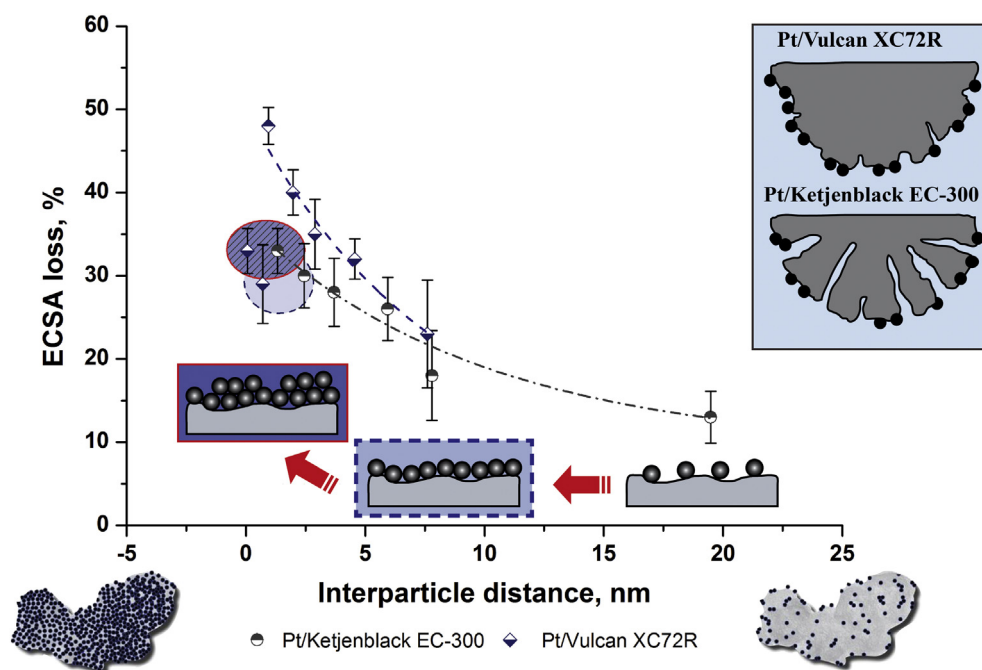 60
50
40
30
20
10
0
ECSA loss, %
-5 0 5 10 15 20 25
Interparticle distance, nm
Pt/Vulcan XC72R
Pt/Ketjenblack EC-300
Pt/Ketjenblack EC-300 Pt/Vulcan XC72R